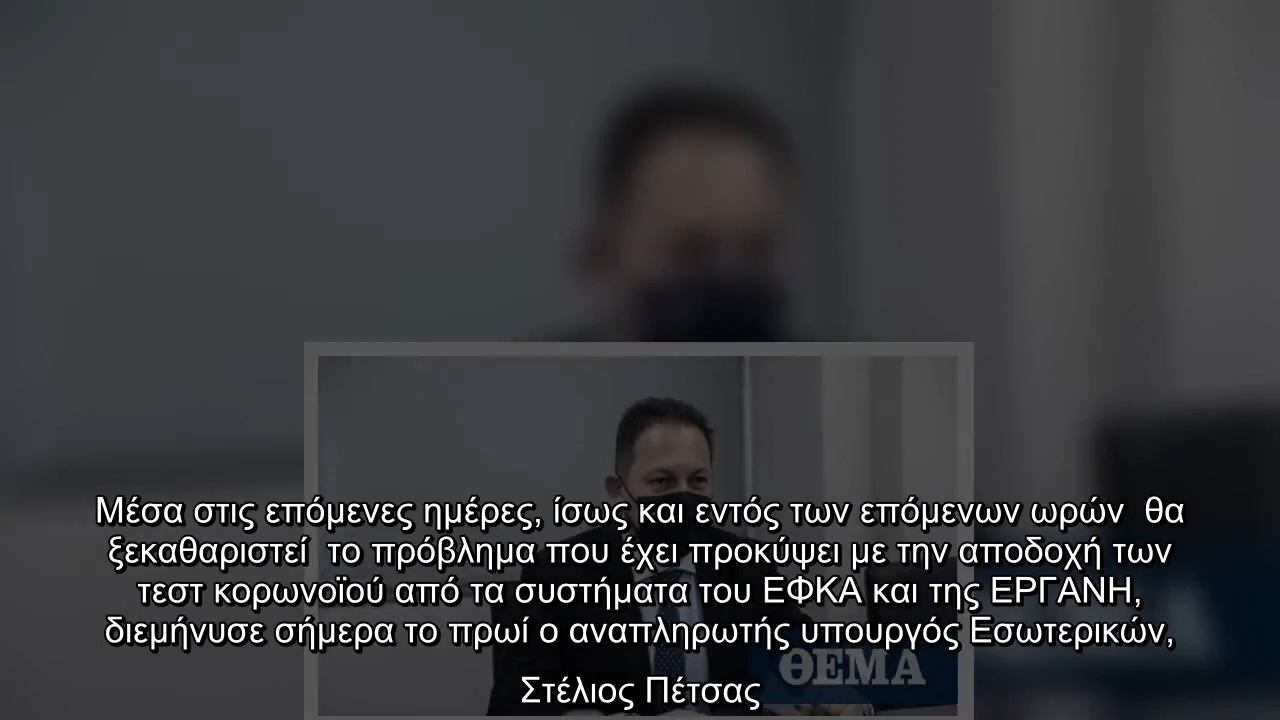 Μέσα στις επόμενες ημέρες, ίσως και εντός των επόμενων ωρών θα
ξεκαθαριστεί το πρόβλημα που έχει προκύψει με την αποδοχή των
τεστ κορωνοϊού από τα συστήματα του ΕΦΚΑ και της ΕΡΓΑΝΗ,
διεμήνυσε σήμερα το πρωί ο αναπληρωτής υπουργός Εσωτερικών,
ΘΕΜΑ
Στέλιος Πέτσας